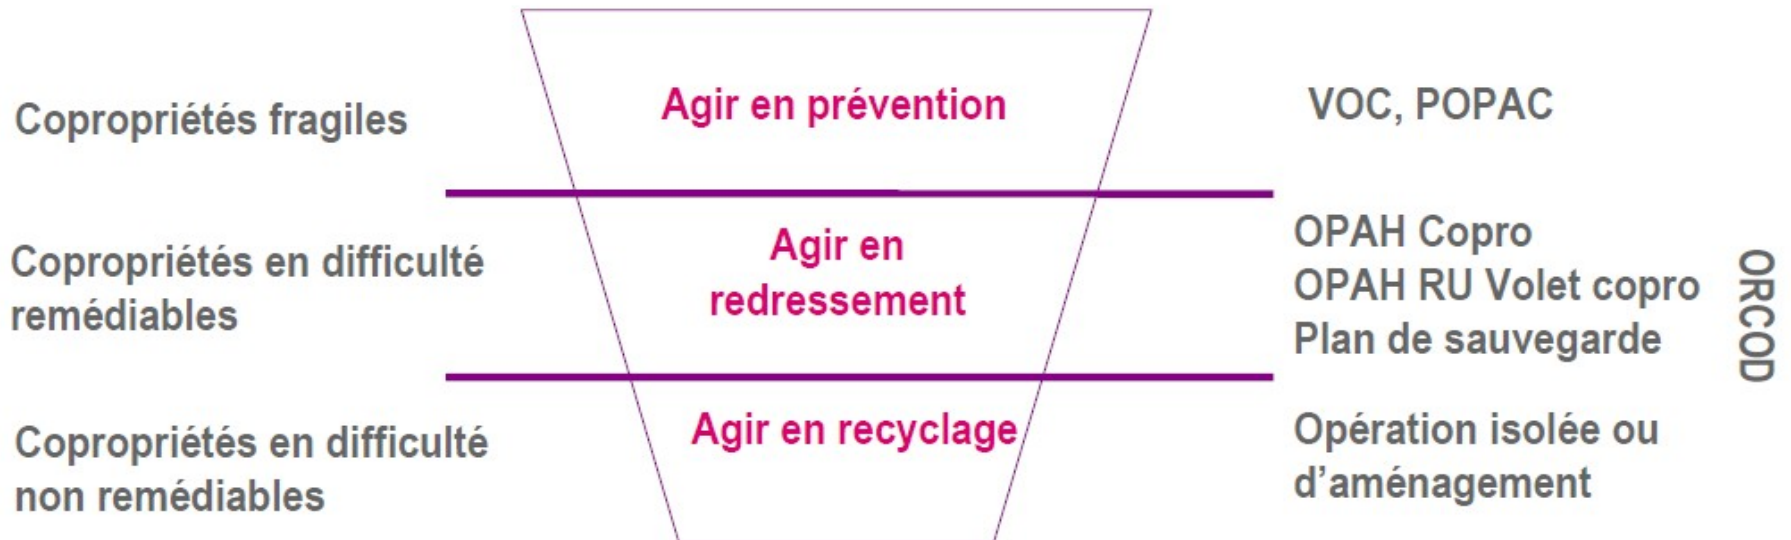 Copropriétés fragiles
Agir en prévention
VOC, POPAC
Copropriétés en difficulté
remédiables
Agir en
redressement
OPAH Copro
OPAH RU Volet copro
Plan de sauvegarde
ORCOD
Copropriétés en difficulté
non remédiables
Agir en recyclage
Opération isolée ou
d’aménagement